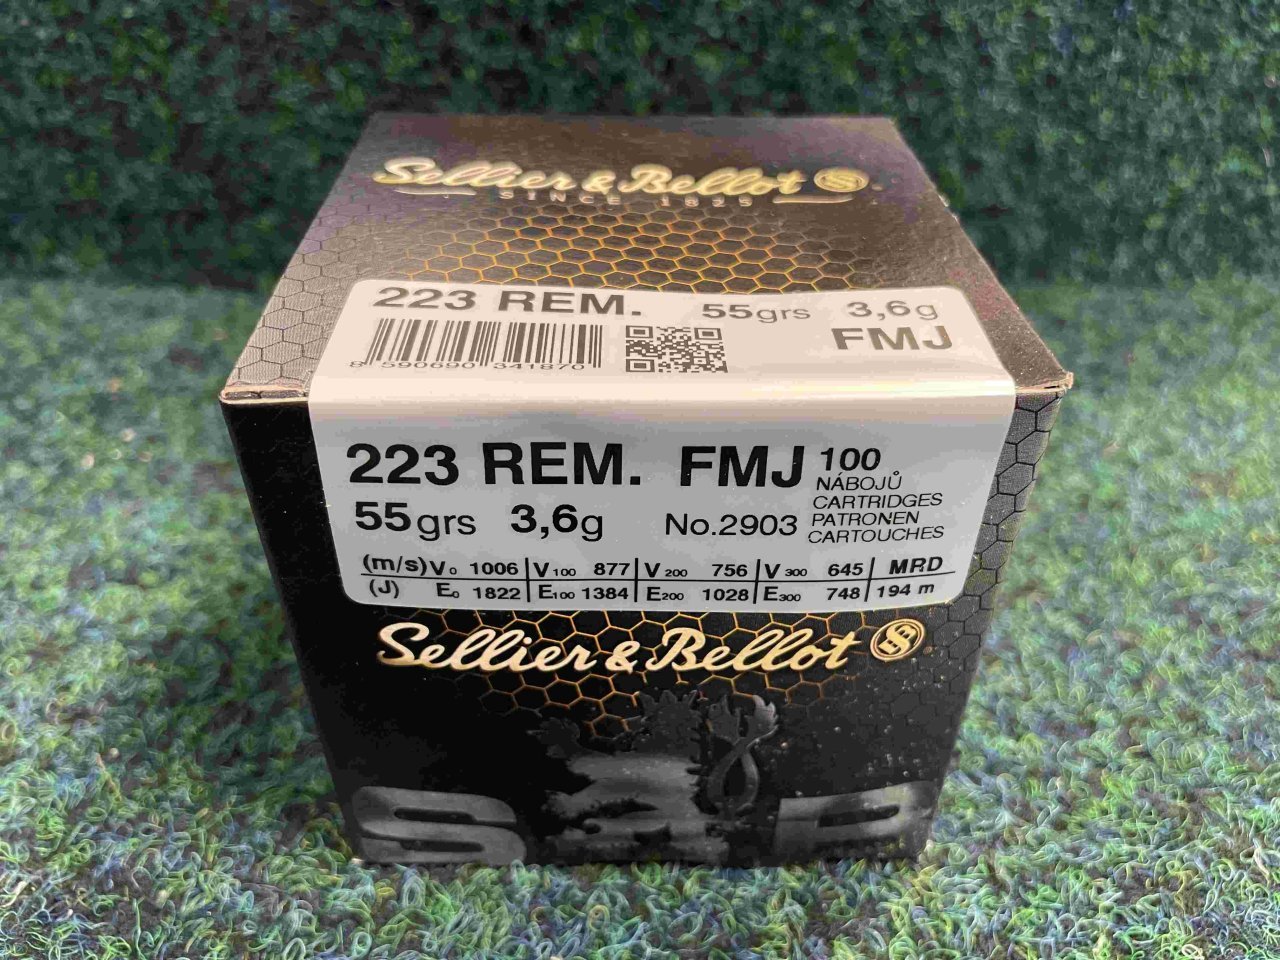 Sellier & Bellot S&B
SINCE 1825
223 REM. 55grs 3,6g
FMJ
8 590690 341870
223 REM. FMJ 100
NÁBOJŮ
CARTRIDGES
55grs 3,6g No.2903 PATRONEN
CARTOUCHES
(m/s) V₀ 1006 V₁₀₀ 877 V₂₀₀ 756 V₃₀₀ 645 MRD
(J) E₀ 1822 E₁₀₀ 1384 E₂₀₀ 1028 E₃₀₀ 748 194 m
Sellier & Bellot S&B